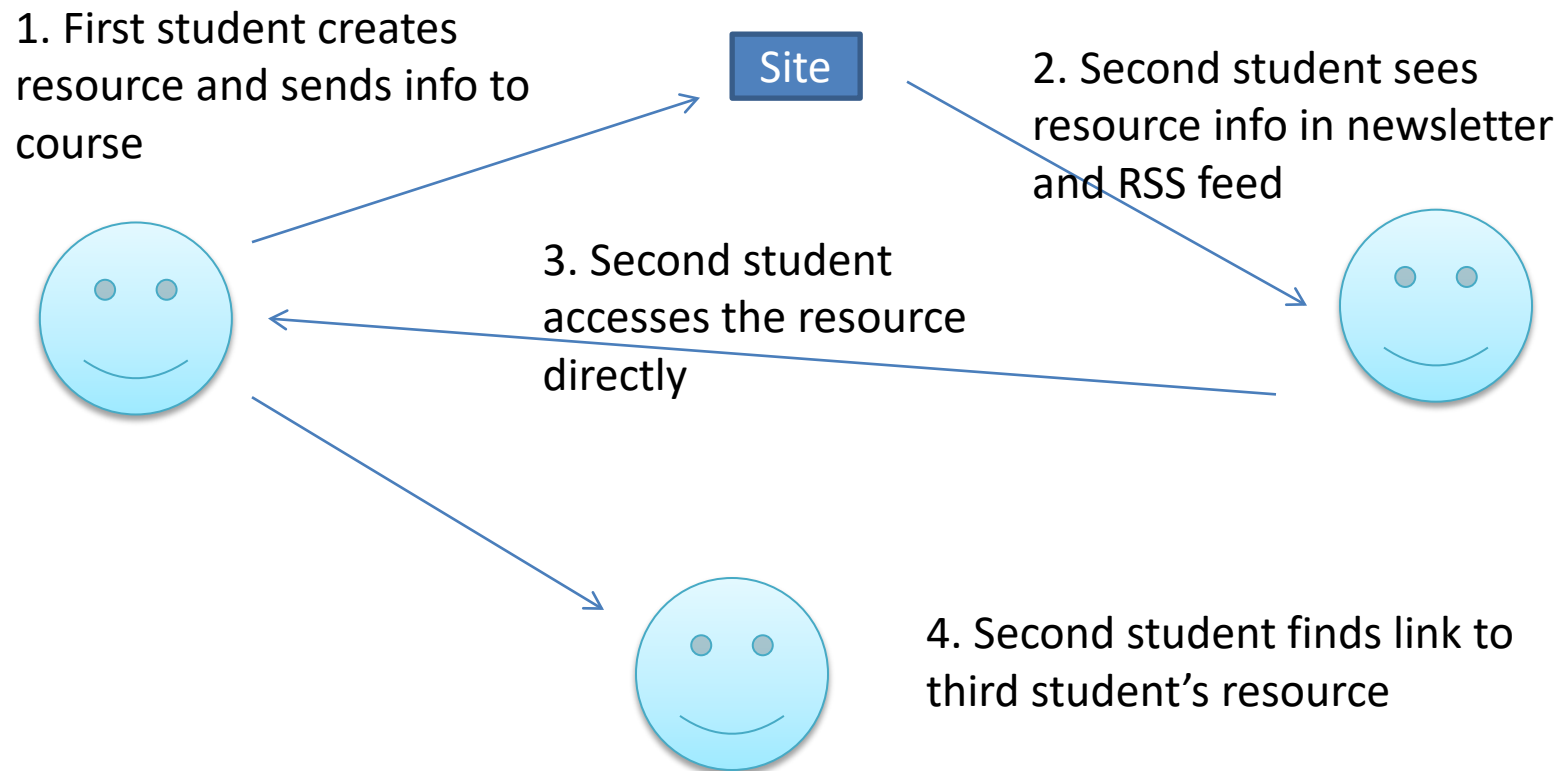 1. First student creates
resource and sends info to
course
Site
2. Second student sees
resource info in newsletter
and RSS feed
3. Second student
accesses the resource
directly
4. Second student finds link to
third student’s resource